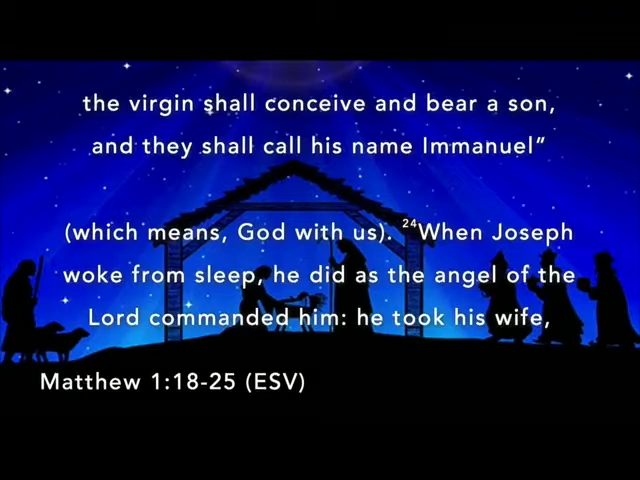 the virgin shall conceive and bear a son,
and they shall call his name Immanuel”
(which means, God with us). ²⁴When Joseph
woke from sleep, he did as the angel of the
Lord commanded him: he took his wife,
Matthew 1:18-25 (ESV)